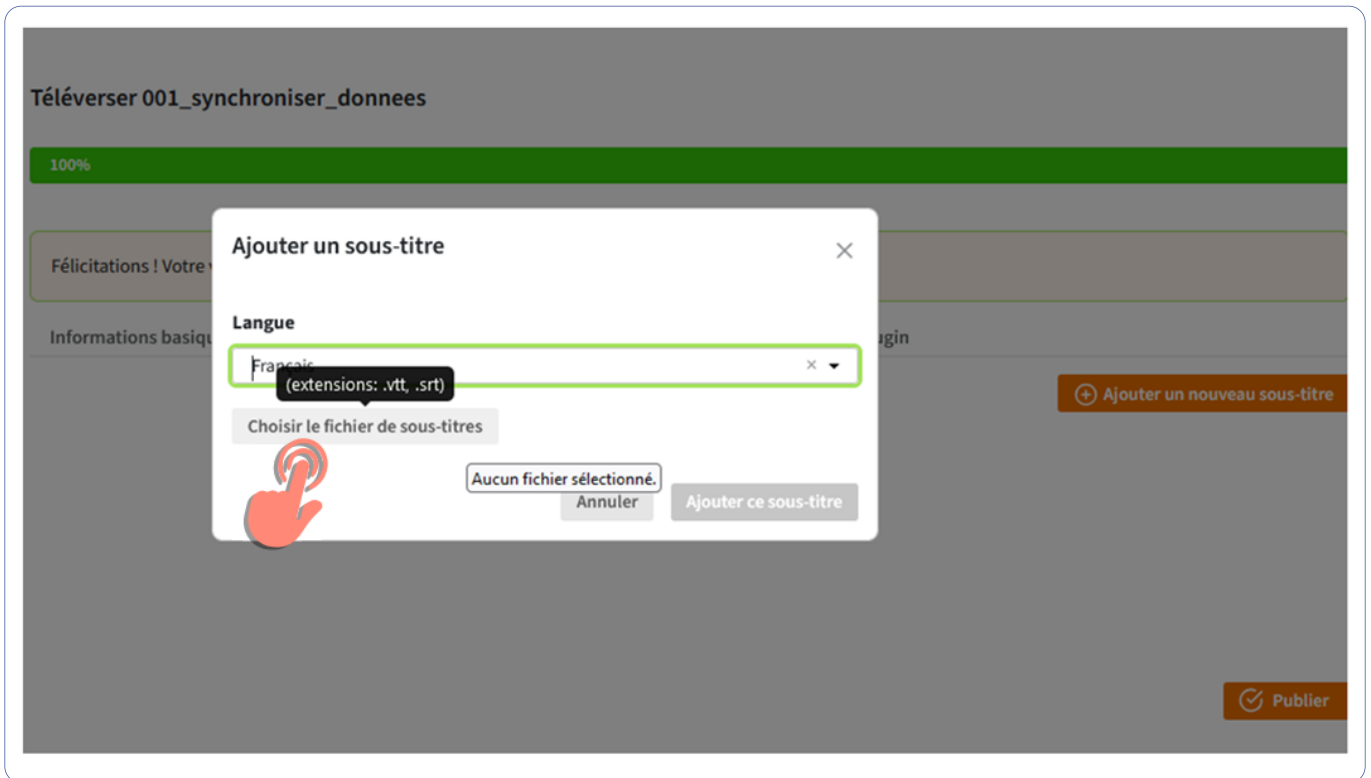 Téléverser 001_synchroniser_donnees
100%
Ajouter un sous-titre
Félicitations ! Votre
Informations basiqu
Langue
ugin
Français
(extensions: .vtt, .srt)
Ajouter un nouveau sous-titre
Choisir le fichier de sous-titres
Aucun fichier sélectionné.
Annuler
Ajouter ce sous-titre
Publier